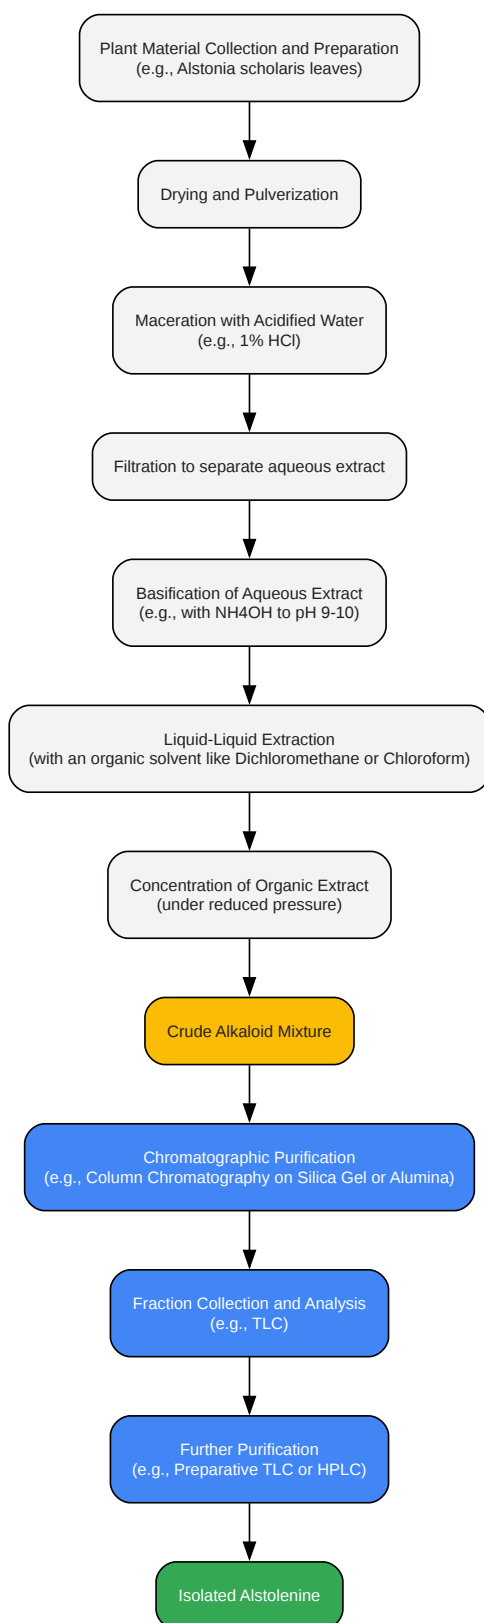 Plant Material Collection and Preparation
(e.g., Alstonia scholaris leaves)
Drying and Pulverization
Maceration with Acidified Water
(e.g., 1% HCl)
Filtration to separate aqueous extract
Basification of Aqueous Extract
(e.g., with NH4OH to pH 9-10)
Liquid-Liquid Extraction
(with an organic solvent like Dichloromethane or Chloroform)
Concentration of Organic Extract
(under reduced pressure)
Crude Alkaloid Mixture
Chromatographic Purification
(e.g., Column Chromatography on Silica Gel or Alumina)
Fraction Collection and Analysis
(e.g., TLC)
Further Purification
(e.g., Preparative TLC or HPLC)
Isolated Alstolenine